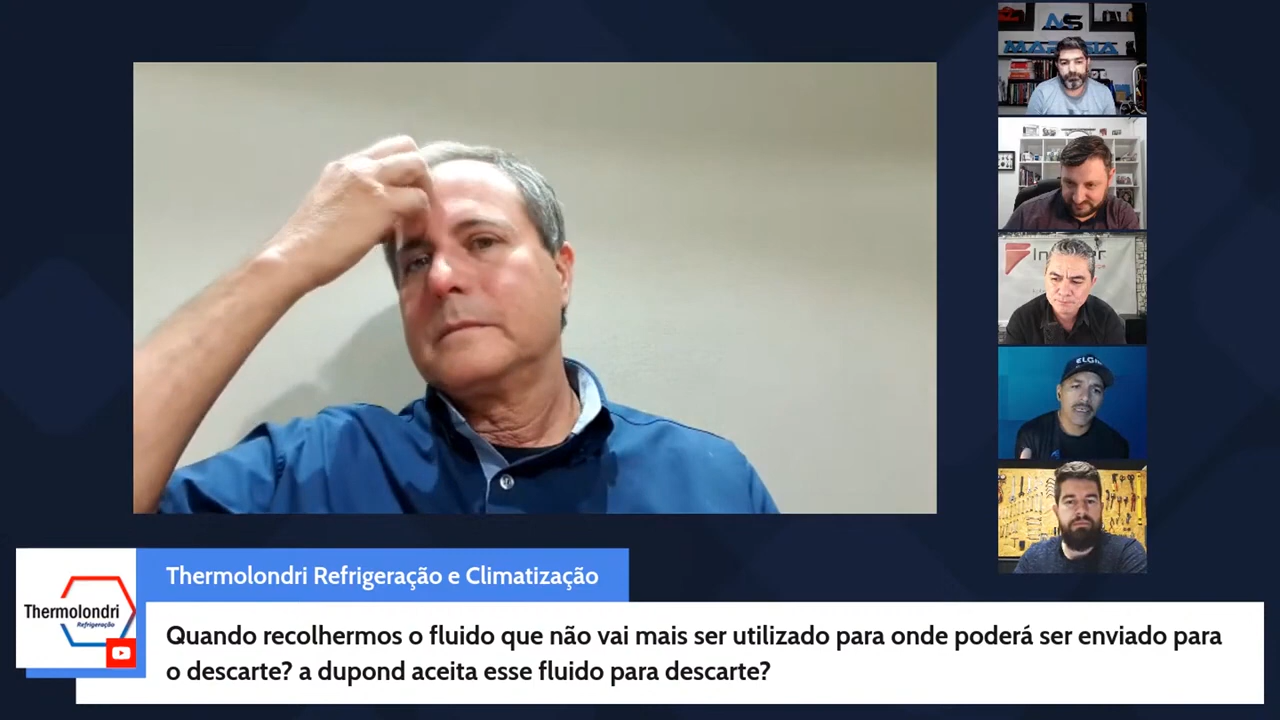 MS
ELGIN
Thermolondri
Refrigeração
Thermolondri Refrigeração e Climatização
Quando recolhermos o fluido que não vai mais ser utilizado para onde poderá ser enviado para
o descarte? a dupond aceita esse fluido para descarte?